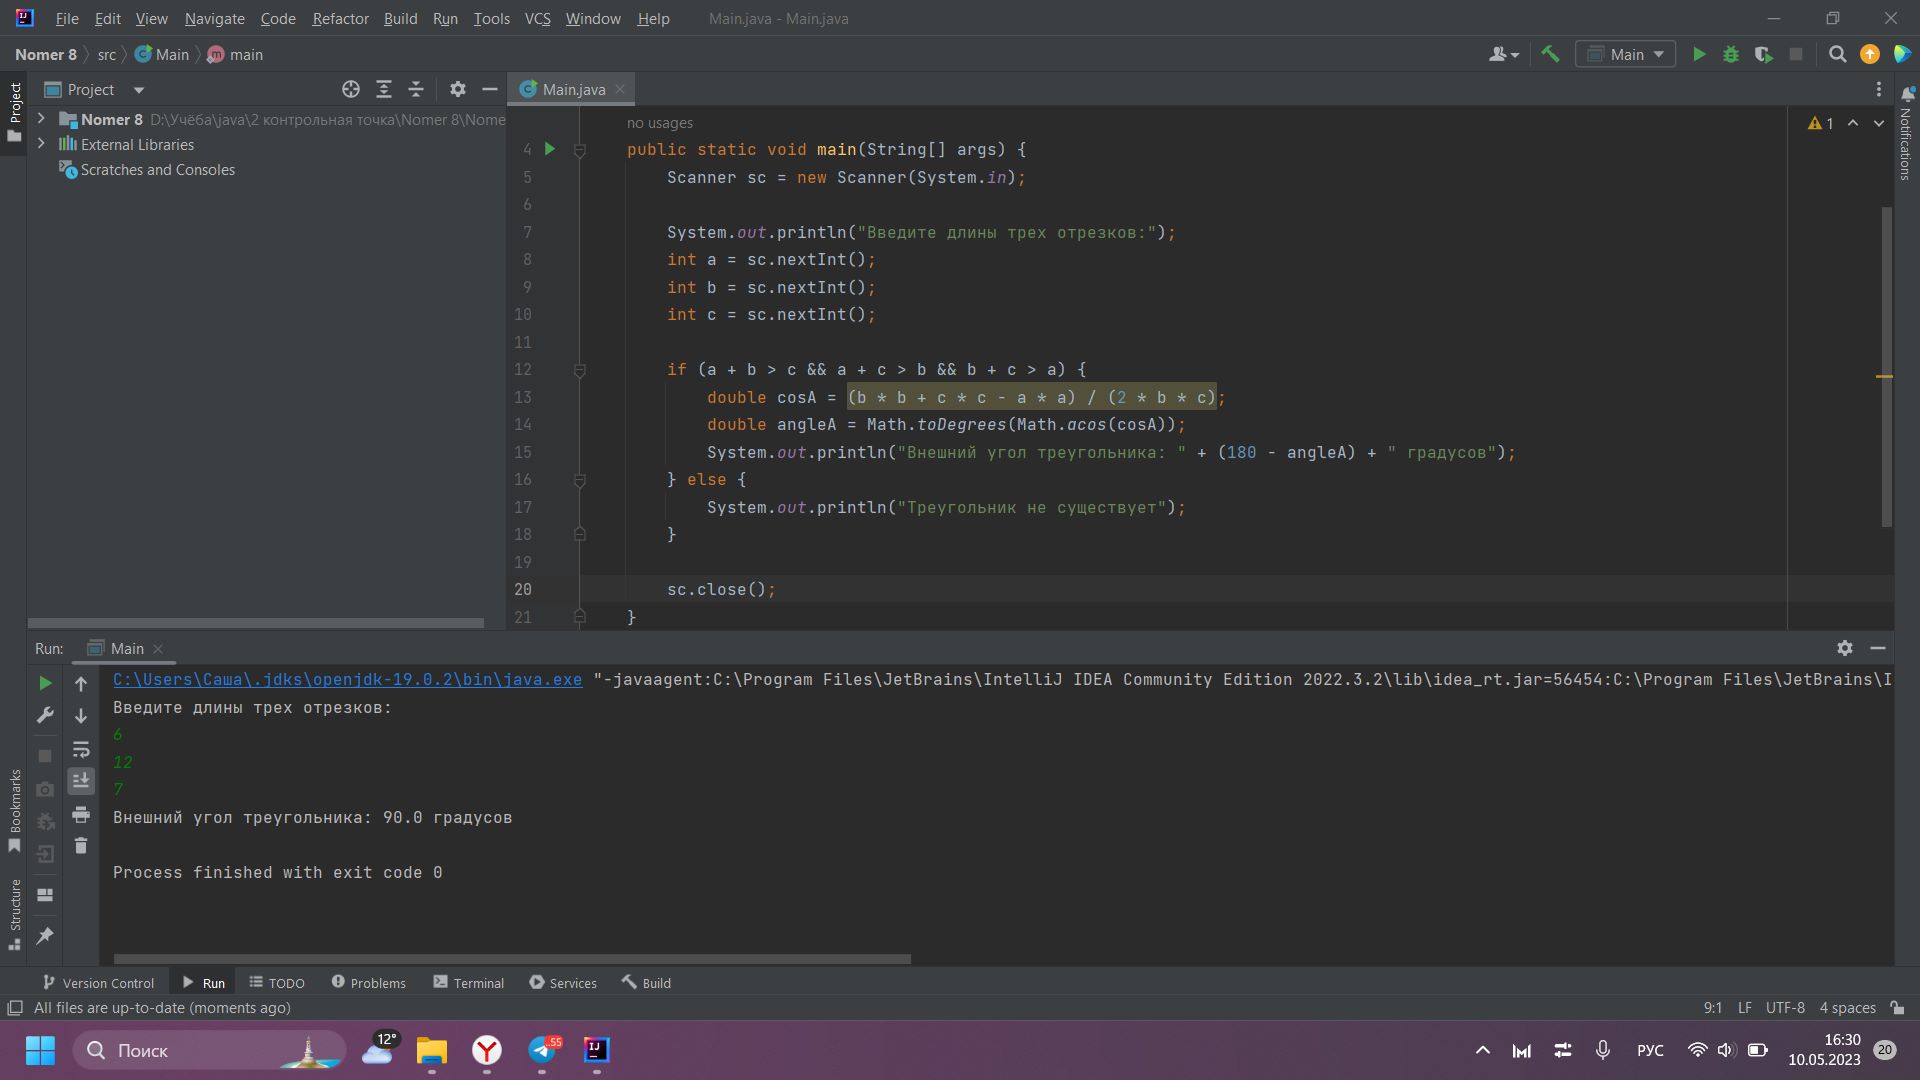 File Edit View Navigate Code Refactor Build Run Tools VCS Window Help Main.java - Main.java
Nomer 8 src Main main
Main
Project
Main.java
Project
Nomer 8 D:\Учёба\java\2 контрольная точка\Nomer 8\Nome
External Libraries
Scratches and Consoles
Notifications
1
no usages
4 public static void main(String[] args) {
5 Scanner sc = new Scanner(System.in);
6
7 System.out.println("Введите длины трех отрезков:");
8 int a = sc.nextInt();
9 int b = sc.nextInt();
10 int c = sc.nextInt();
11
12 if (a + b > c && a + c > b && b + c > a) {
13 double cosA = (b * b + c * c - a * a) / (2 * b * c);
14 double angleA = Math.toDegrees(Math.acos(cosA));
15 System.out.println("Внешний угол треугольника: " + (180 - angleA) + " градусов");
16 } else {
17 System.out.println("Треугольник не существует");
18 }
19
20 sc.close();
21 }
Run: Main
C:\Users\Саша\.jdks\openjdk-19.0.2\bin\java.exe "-javaagent:C:\Program Files\JetBrains\IntelliJ IDEA Community Edition 2022.3.2\lib\idea_rt.jar=56454:C:\Program Files\JetBrains\I
Введите длины трех отрезков:
6
12
7
Внешний угол треугольника: 90.0 градусов
Process finished with exit code 0
Bookmarks
Structure
Version Control Run TODO Problems Terminal Services Build
All files are up-to-date (moments ago)
9:1 LF UTF-8 4 spaces
Поиск
12°
55
РУС
16:30
10.05.2023
20